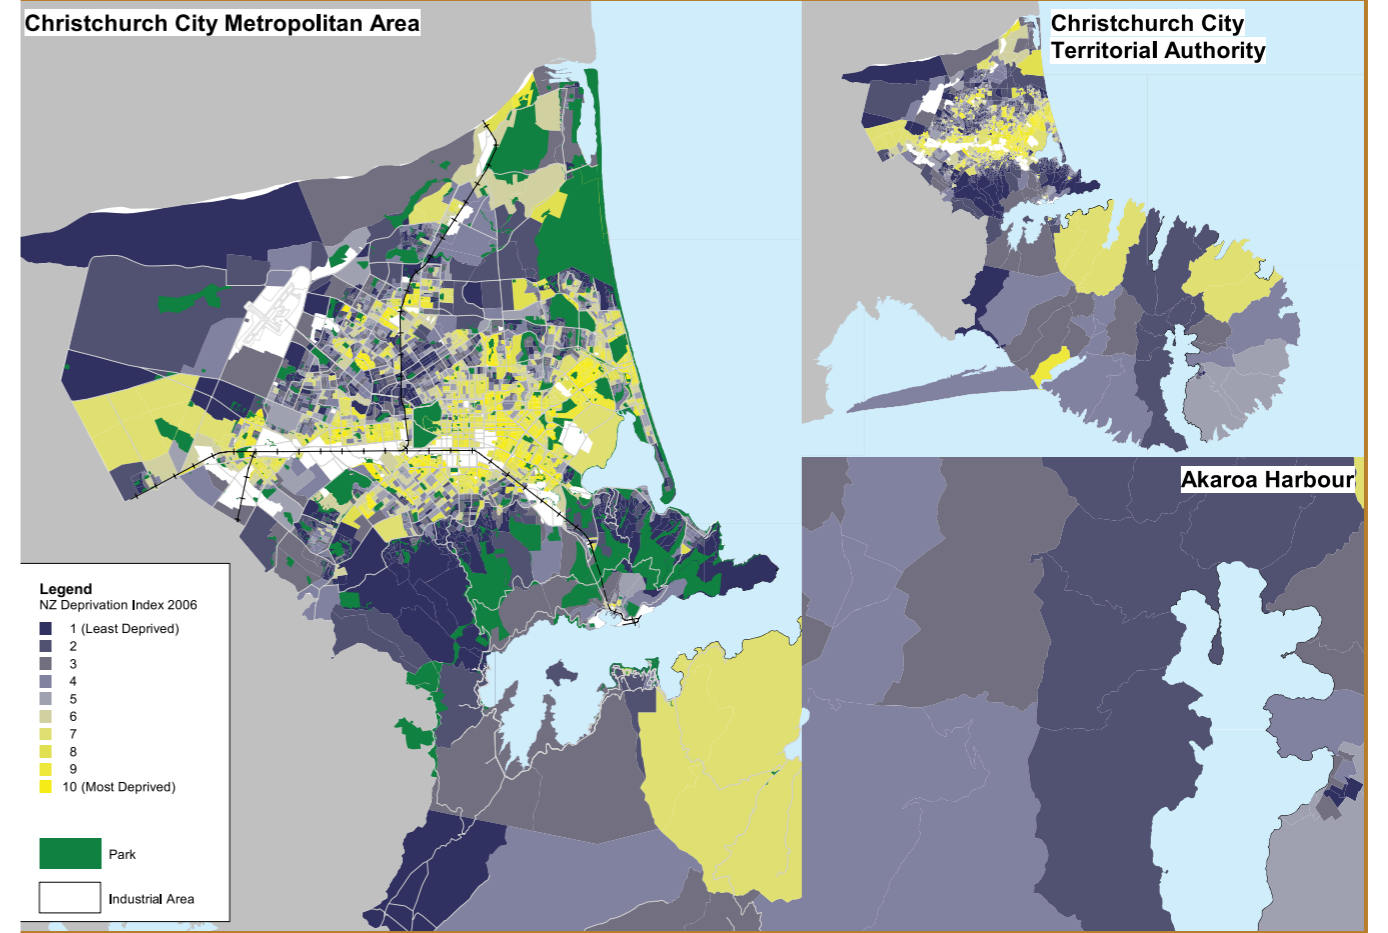 Christchurch City Metropolitan Area
Christchurch City
Territorial Authority
Akaroa Harbour
Legend
NZ Deprivation Index 2006
1 (Least Deprived)
2
3
4
5
6
7
8
9
10 (Most Deprived)
Park
Industrial Area